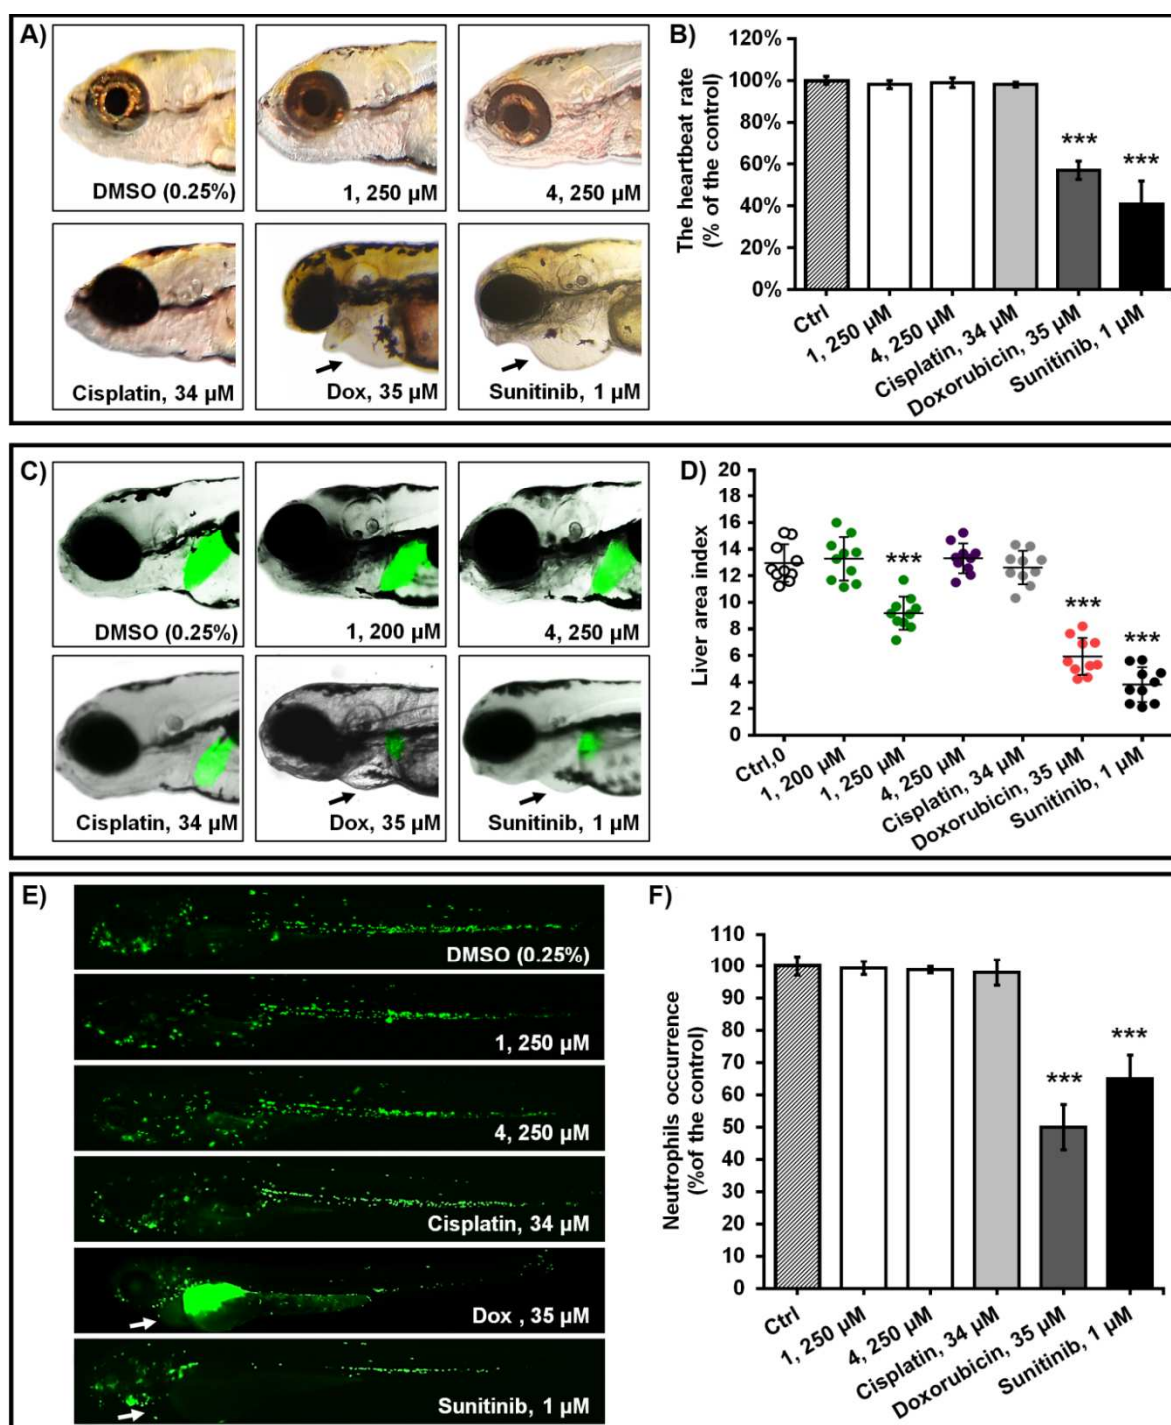 A)
DMSO (0.25%)
1, 250 µM
4, 250 µM
Cisplatin, 34 µM
Dox, 35 µM
Sunitinib, 1 µM
B)
The heartbeat rate
(% of the control)
120%
100%
80%
60%
40%
20%
0%
***
***
Ctrl
1, 250 µM
4, 250 µM
Cisplatin, 34 µM
Doxorubicin, 35 µM
Sunitinib, 1 µM
C)
DMSO (0.25%)
1, 200 µM
4, 250 µM
Cisplatin, 34 µM
Dox, 35 µM
Sunitinib, 1 µM
D)
Liver area index
20
18
16
14
12
10
8
6
4
2
0
***
***
***
Ctrl,0
1, 200 µM
1, 250 µM
4, 250 µM
Cisplatin, 34 µM
Doxorubicin, 35 µM
Sunitinib, 1 µM
E)
DMSO (0.25%)
1, 250 µM
4, 250 µM
Cisplatin, 34 µM
Dox , 35 µM
Sunitinib, 1 µM
F)
Neutrophils occurrence
(%of the control)
110
100
90
80
70
60
50
40
30
20
10
0
***
***
Ctrl
1, 250 µM
4, 250 µM
Cisplatin, 34 µM
Doxorubicin, 35 µM
Sunitinib, 1 µM